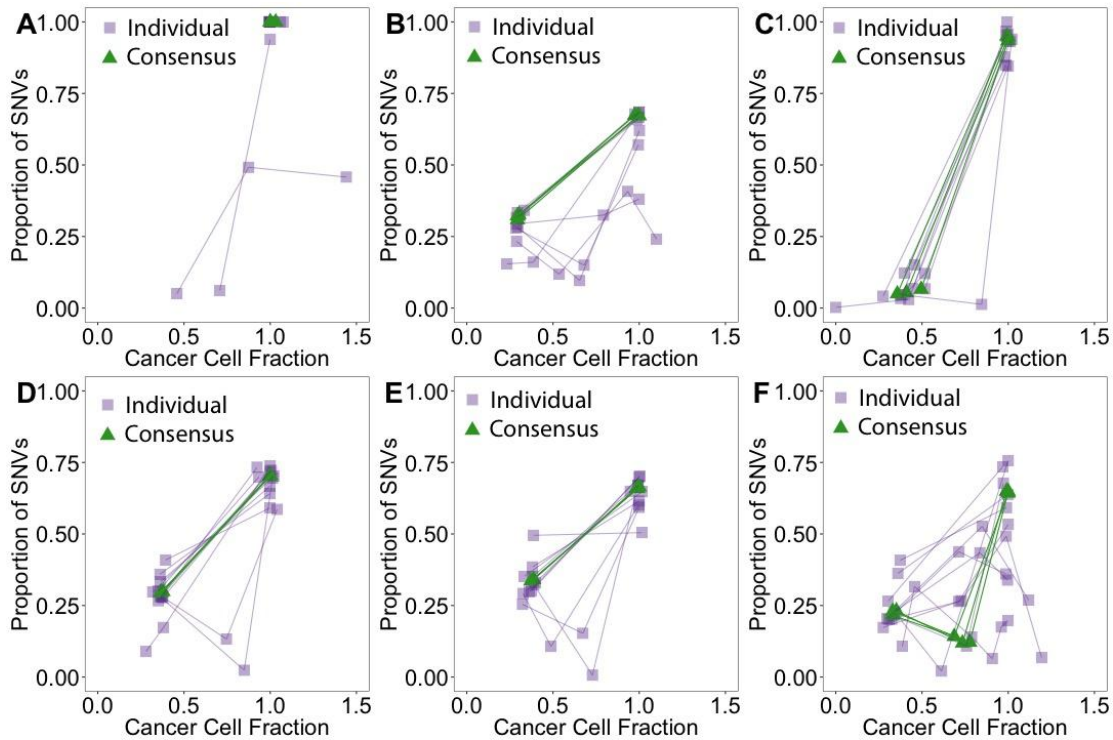 A
Individual
Consensus
Proportion of SNVs
1.00
0.75
0.50
0.25
0.00
0.0 0.5 1.0 1.5
Cancer Cell Fraction
B
Individual
Consensus
Proportion of SNVs
1.00
0.75
0.50
0.25
0.00
0.0 0.5 1.0 1.5
Cancer Cell Fraction
C
Individual
Consensus
Proportion of SNVs
1.00
0.75
0.50
0.25
0.00
0.0 0.5 1.0 1.5
Cancer Cell Fraction
D
Individual
Consensus
Proportion of SNVs
1.00
0.75
0.50
0.25
0.00
0.0 0.5 1.0 1.5
Cancer Cell Fraction
E
Individual
Consensus
Proportion of SNVs
1.00
0.75
0.50
0.25
0.00
0.0 0.5 1.0 1.5
Cancer Cell Fraction
F
Individual
Consensus
Proportion of SNVs
1.00
0.75
0.50
0.25
0.00
0.0 0.5 1.0 1.5
Cancer Cell Fraction